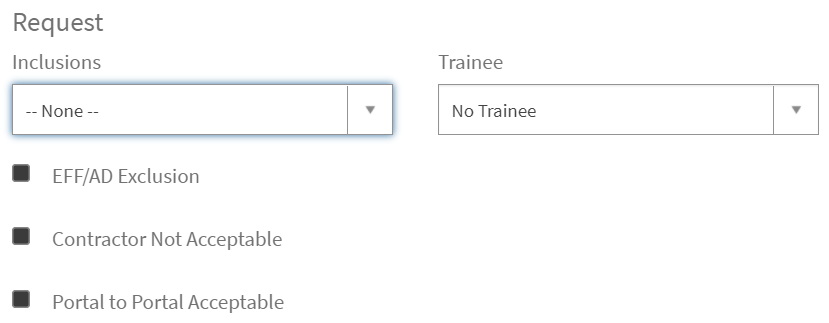 Request
Inclusions
Trainee
-- None --
No Trainee
EFF/AD Exclusion
Contractor Not Acceptable
Portal to Portal Acceptable